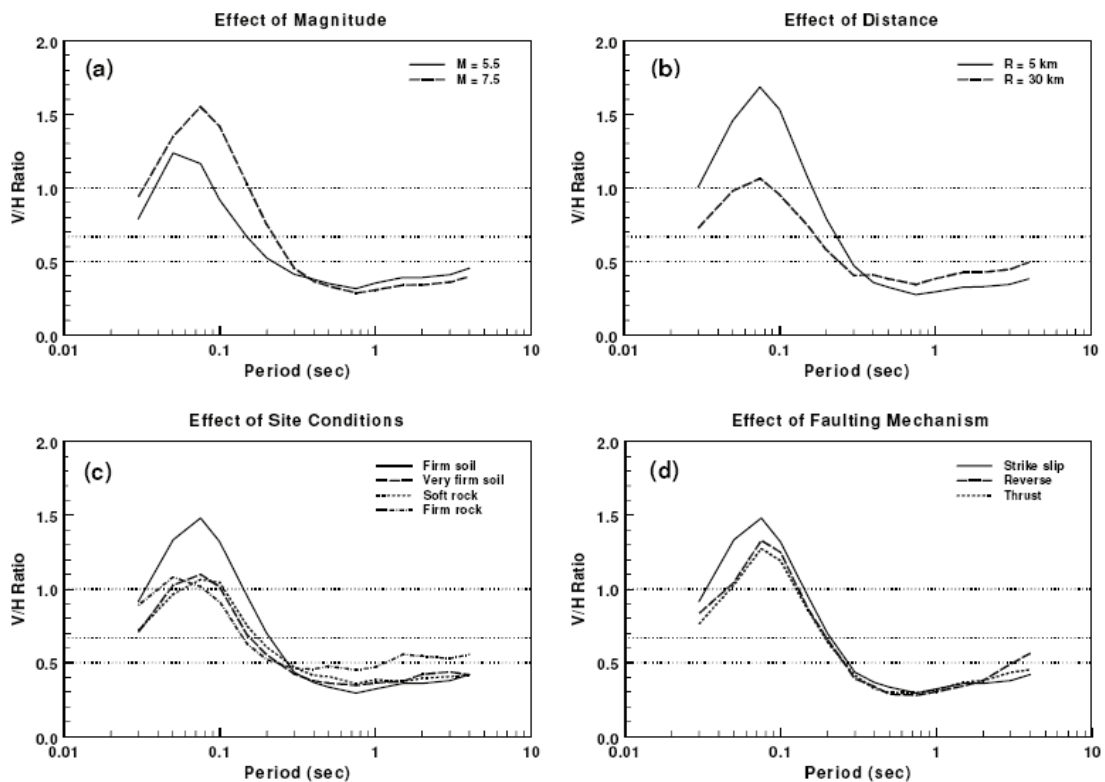 Effect of Magnitude
2.0
(a)
M = 5.5
M = 7.5
1.5
V/H Ratio
1.0
0.5
0.0
0.01
0.1
1
10
Period (sec)
Effect of Distance
2.0
(b)
R = 5 km
R = 30 km
1.5
V/H Ratio
1.0
0.5
0.0
0.01
0.1
1
10
Period (sec)
Effect of Site Conditions
2.0
(c)
Firm soil
Very firm soil
Soft rock
Firm rock
1.5
V/H Ratio
1.0
0.5
0.0
0.01
0.1
1
10
Period (sec)
Effect of Faulting Mechanism
2.0
(d)
Strike slip
Reverse
Thrust
1.5
V/H Ratio
1.0
0.5
0.0
0.01
0.1
1
10
Period (sec)